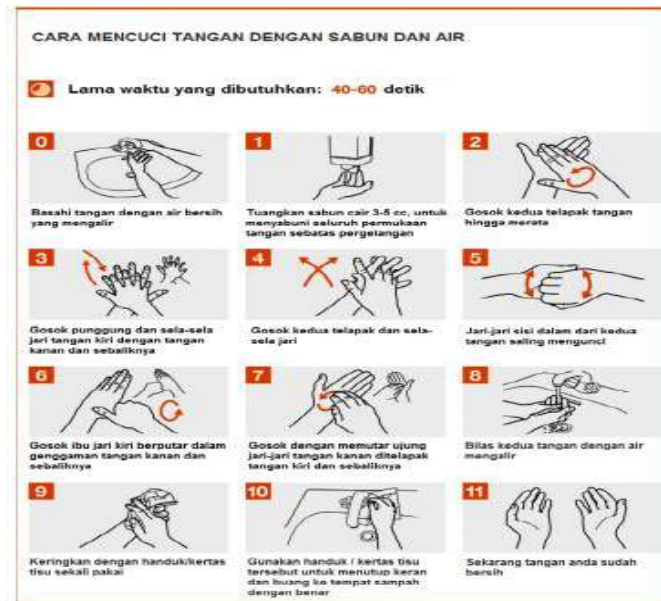 CARA MENCUCI TANGAN DENGAN SABUN DAN AIR
Lama waktu yang dibutuhkan: 40-60 detik
0
Basahi tangan dengan air bersih
yang mengalir
1
Tuangkan sabun cair 3-5 cc, untuk
menyabuni seluruh permukaan
tangan sebatas pergelangan
2
Gosok kedua telapak tangan
hingga merata
3
Gosok punggung dan sela-sela
jari tangan kiri dengan tangan
kanan dan sebaliknya
4
Gosok kedua telapak dan sela-
sela jari
5
Jari-jari sisi dalam dari kedua
tangan saling mengunci
6
Gosok ibu jari kiri berputar dalam
genggaman tangan kanan dan
sebaliknya
7
Gosok dengan memutar ujung
jari-jari tangan kanan ditelapak
tangan kiri dan sebaliknya
8
Bilas kedua tangan dengan air
mengalir
9
Keringkan dengan handuk/kertas
tisu sekali pakai
10
Gunakan handuk / kertas tisu
tersebut untuk menutup keran
dan buang ke tempat sampah
dengan benar
11
Sekarang tangan anda sudah
bersih